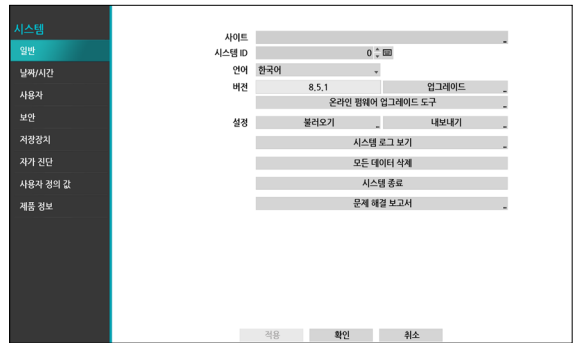 시스템
일반
날짜/시간
사용자
보안
저장장치
자가 진단
사용자 정의 값
제품 정보
사이트
시스템 ID 0
언어 한국어
버전 8.5.1 업그레이드
온라인 펌웨어 업그레이드 도구
설정 불러오기 내보내기
시스템 로그 보기
모든 데이터 삭제
시스템 종료
문제 해결 보고서
적용 확인 취소